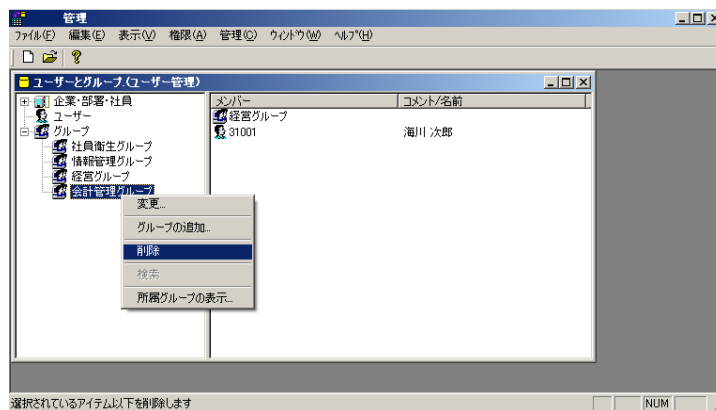 管理
ファイル(F) 編集(E) 表示(V) 権限(A) 管理(C) ウィンドウ(W) ヘルプ(H)
ユーザーとグループ.(ユーザー管理)
企業・部署・社員
ユーザー
グループ
社員衛生グループ
情報管理グループ
経営グループ
会計管理グループ
メンバー コメント/名前
経営グループ
31001 海川 次郎
変更...
グループの追加...
削除
検索
所属グループの表示...
選択されているアイテム以下を削除します
NUM